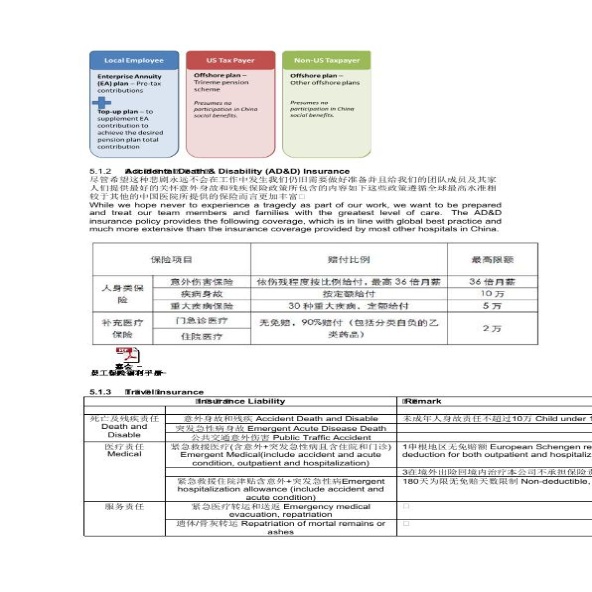 Local Employee
US Tax Payer
Non-US Taxpayer
Enterprise Annuity
(EA) plan – Pre-tax
contributions
Top-up plan – to
supplement EA
contribution to
achieve the desired
pension plan total
contribution
Offshore plan –
Trireme pension
scheme
Presumes no
participation in China
social benefits.
Offshore plan –
Other offshore plans
Presumes no
participation in China
social benefits.
5.1.2 Accidental Death & Disability (AD&D) Insurance
尽管希望这种悲剧永远不会在工作中发生我们仍旧需要做好准备并且给我们的团队成员及其家
人们提供最好的关怀意外身故和残疾保险政策所包含的内容如下这些政策遵循全球最高水准相
较于其他的中国医院所提供的保险而言更加丰富
While we hope never to experience a tragedy as part of our work, we want to be prepared
and treat our team members and families with the greatest level of care. The AD&D
insurance policy provides the following coverage, which is in line with global best practice and
much more extensive than the insurance coverage provided by most other hospitals in China.
保险项目 赔付比例 最高限额
人身类保险
意外伤害保险 依伤残程度按比例给付，最高 36 倍月薪 36 倍月薪
疾病身故 按定额给付 10 万
重大疾病保险 30 种重大疾病，定额给付 5 万
补充医疗保险
门急诊医疗
住院医疗
无免赔，90%赔付（包括分类自负的乙
类药品）
2 万
员工保险福利手册
5.1.3 Travel insurance
Insurance Liability Remark
死亡及残疾责任
Death and
Disable
意外身故和残疾 Accident Death and Disable
未成年人身故责任不超过10万 Child under 1
突发急性病身故 Emergent Acute Disease Death
公共交通意外伤害 Public Traffic Accident
医疗责任
Medical
紧急救援医疗(含意外+突发急性病且含住院和门诊)
Emergent Medical(include accident and acute
condition, outpatient and hospitalization)
1申根地区无免赔额 European Schengen re
deduction for both outpatient and hospitaliz
3在境外出险回境内治疗本公司不承担保险责
紧急救援住院津贴含意外+突发急性病Emergent
hospitalization allowance (include accident and
acute condition)
180天为限无免赔天数限制 Non-deductible,
服务责任
紧急医疗转运和送返 Emergency medical
evacuation, repatriation
遗体/骨灰转运 Repatriation of mortal remains or
ashes